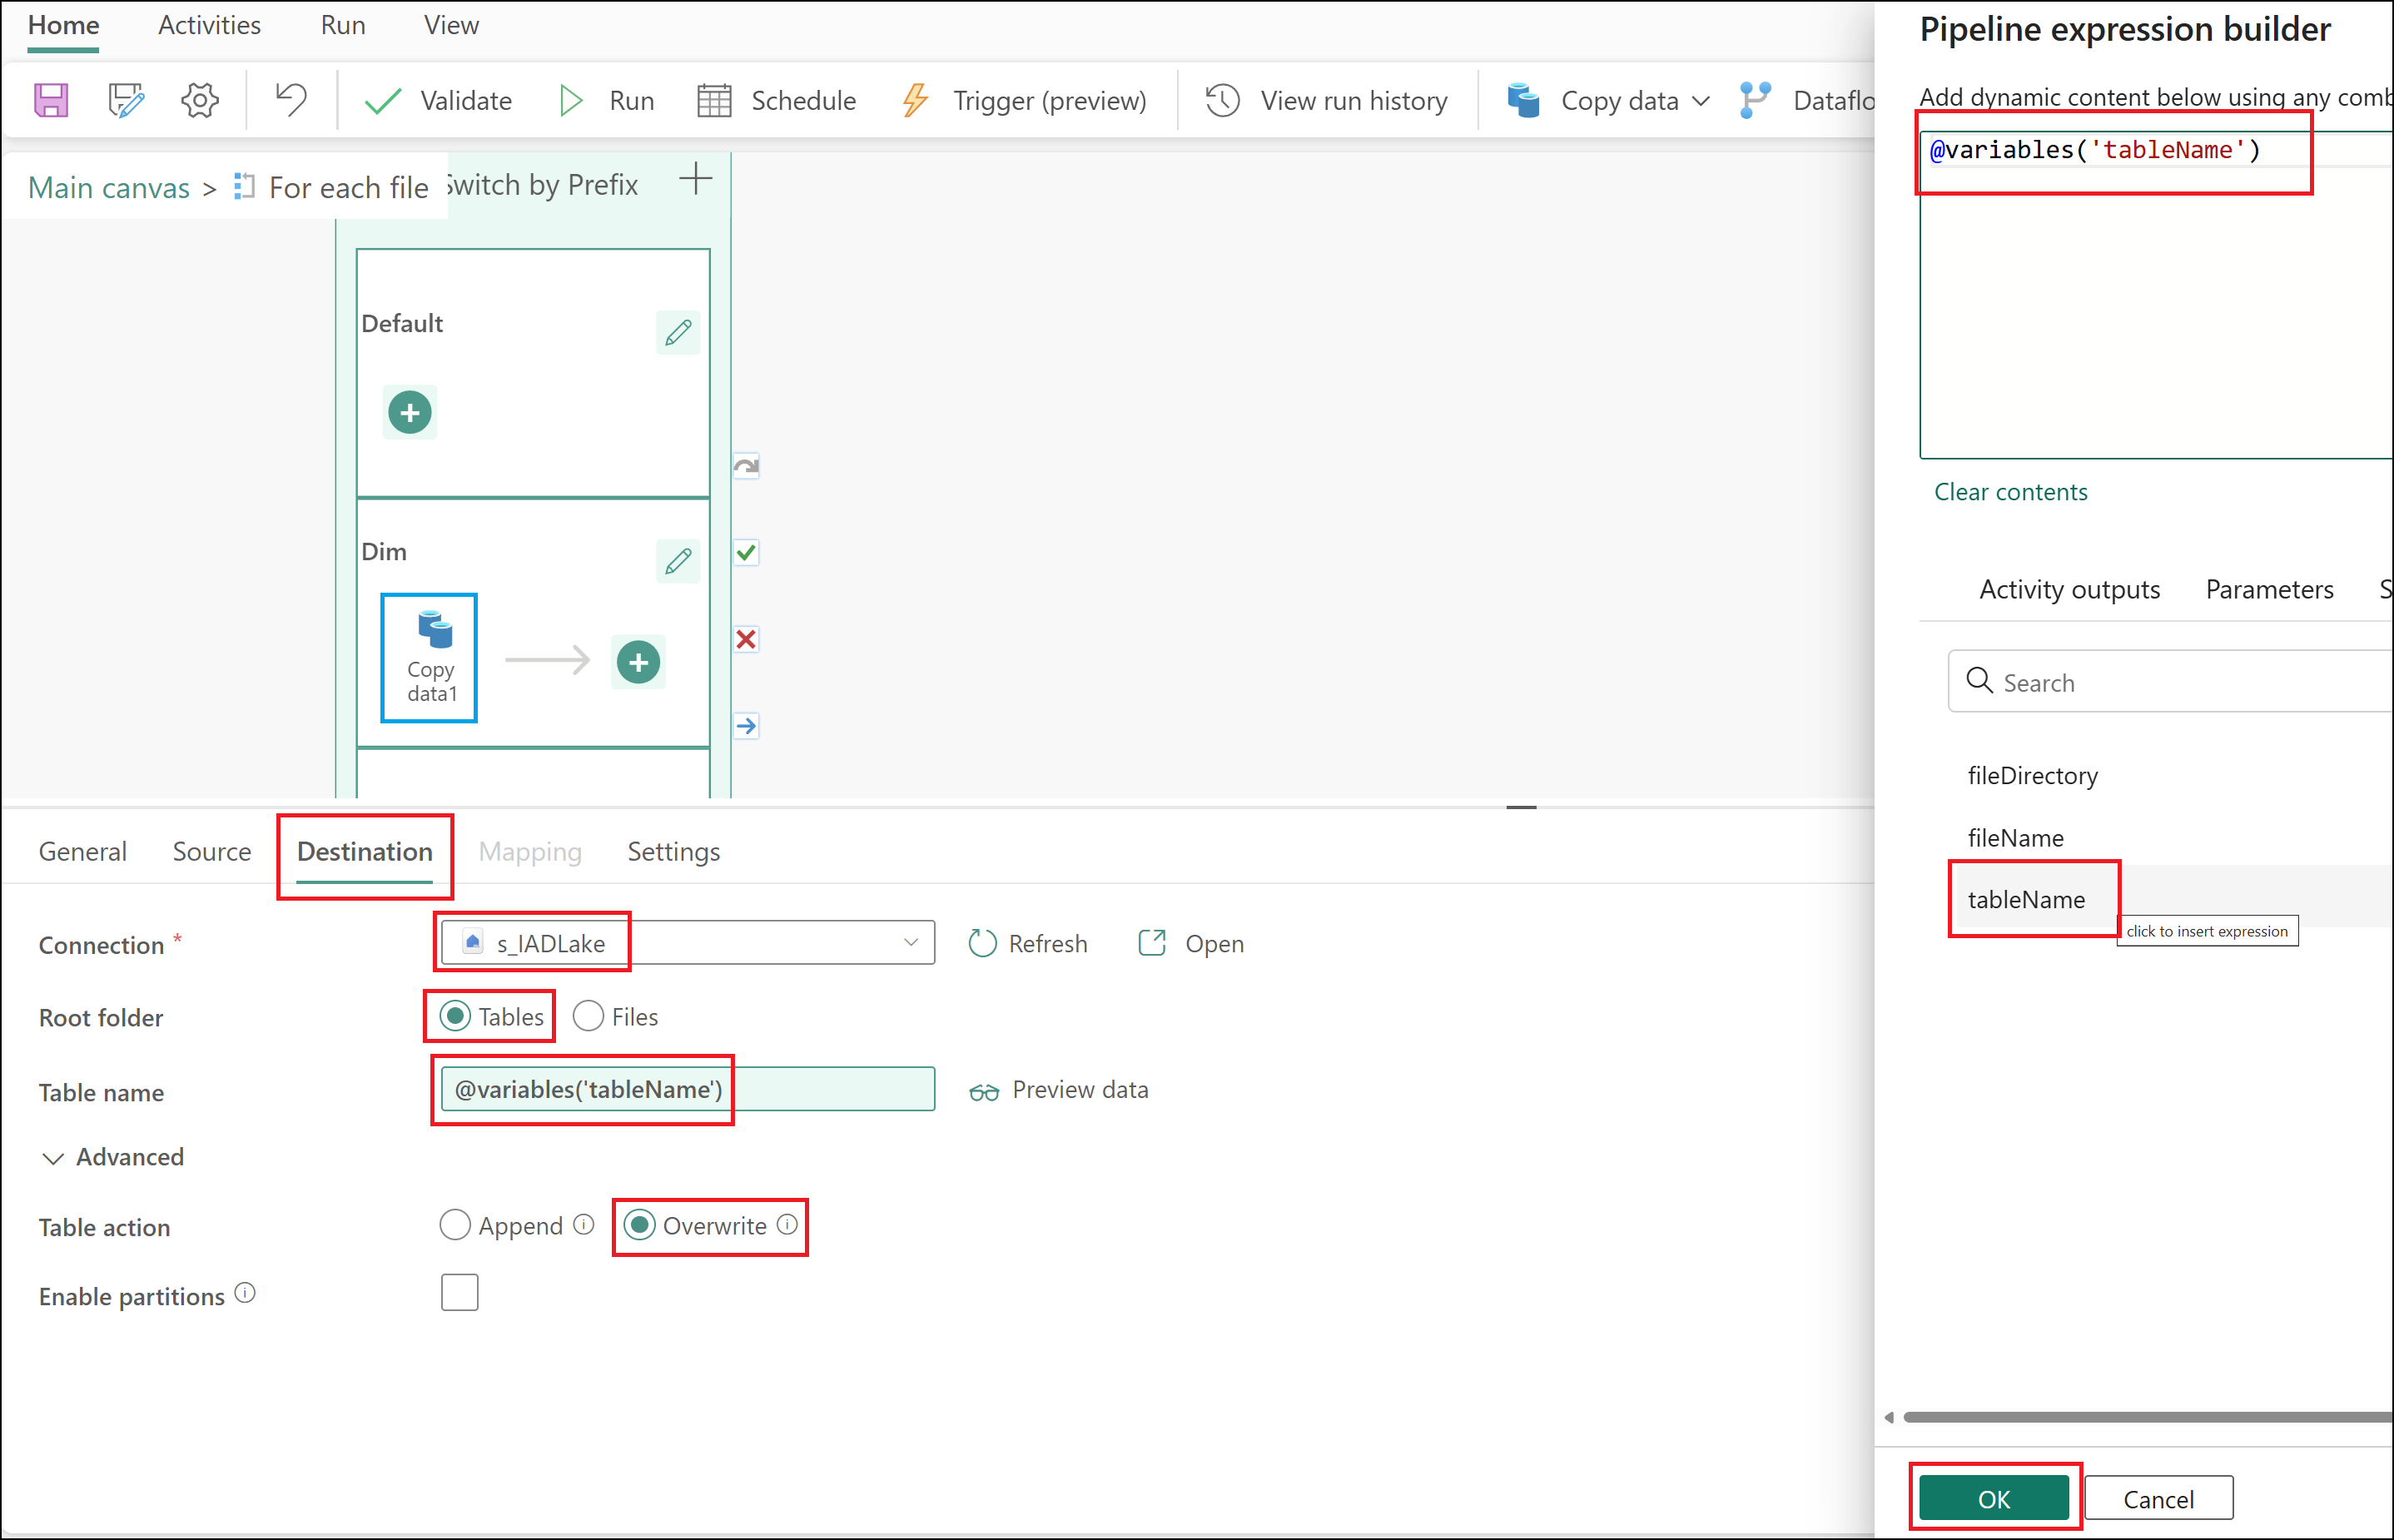 Home Activities Run View
Validate Run Schedule Trigger (preview) View run history Copy data Dataflo
Main canvas > For each file Switch by Prefix
Default
Dim
Copy
data1
General Source Destination Mapping Settings
Connection * s_IADLake Refresh Open
Root folder Tables Files
Table name @variables('tableName') Preview data
Advanced
Table action Append Overwrite
Enable partitions
Pipeline expression builder
Add dynamic content below using any comb
@variables('tableName')
Clear contents
Activity outputs Parameters S
Search
fileDirectory
fileName
tableName
click to insert expression
OK Cancel